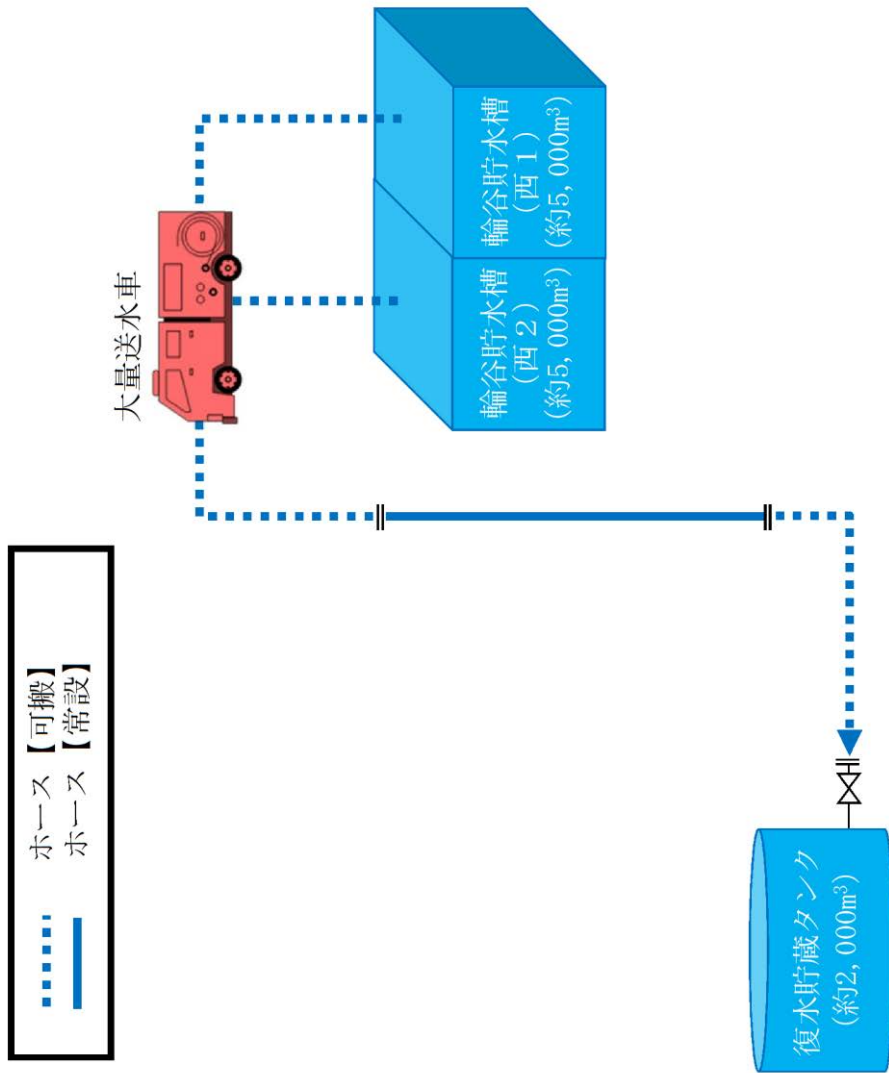 ホース【可搬】
ホース【常設】
大量送水車
輪谷貯水槽
（西２）
(約5,000m³)
輪谷貯水槽
（西１）
(約5,000m³)
復水貯蔵タンク
(約2,000m³)